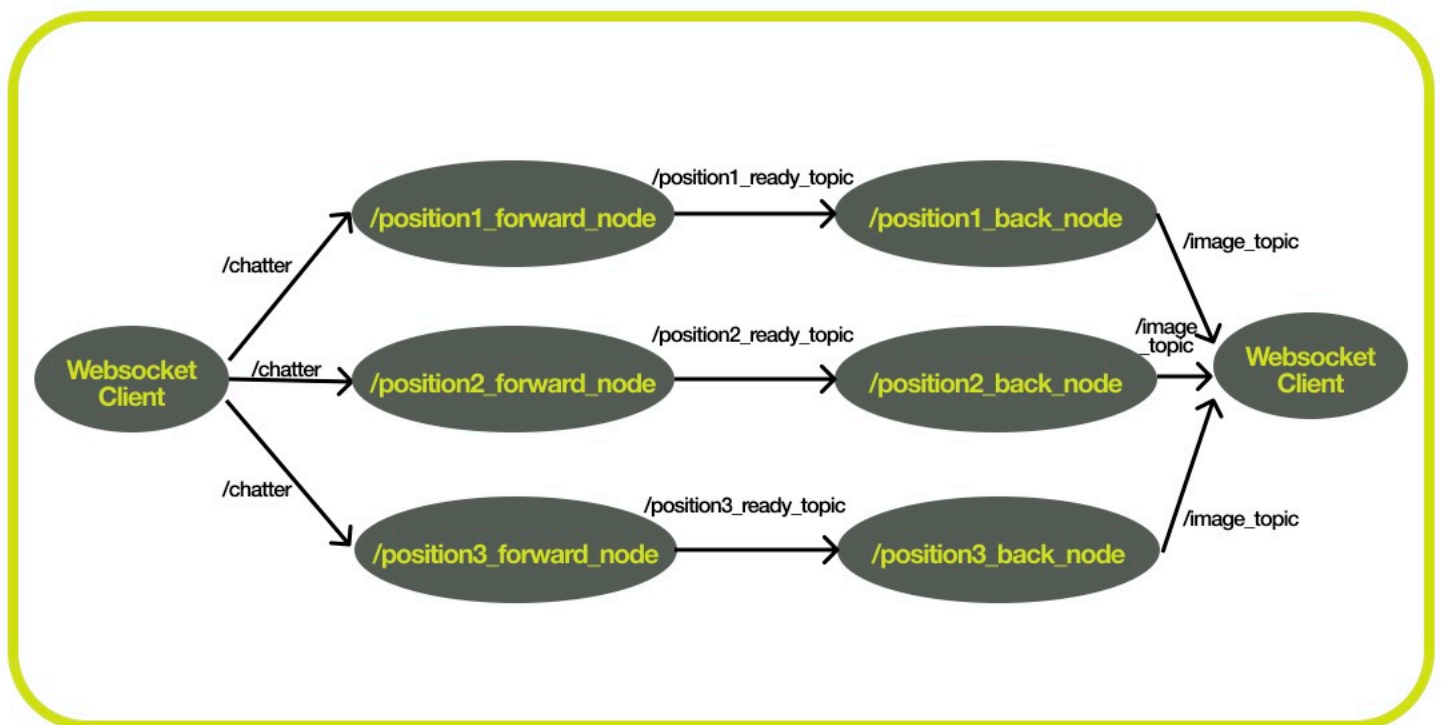 /position1_ready_topic
/position1_forward_node
/position1_back_node
/chatter
/image_topic
/position2_ready_topic
/image
_topic
Websocket
Client
/chatter
/position2_forward_node
/position2_back_node
Websocket
Client
/chatter
/position3_ready_topic
/image_topic
/position3_forward_node
/position3_back_node